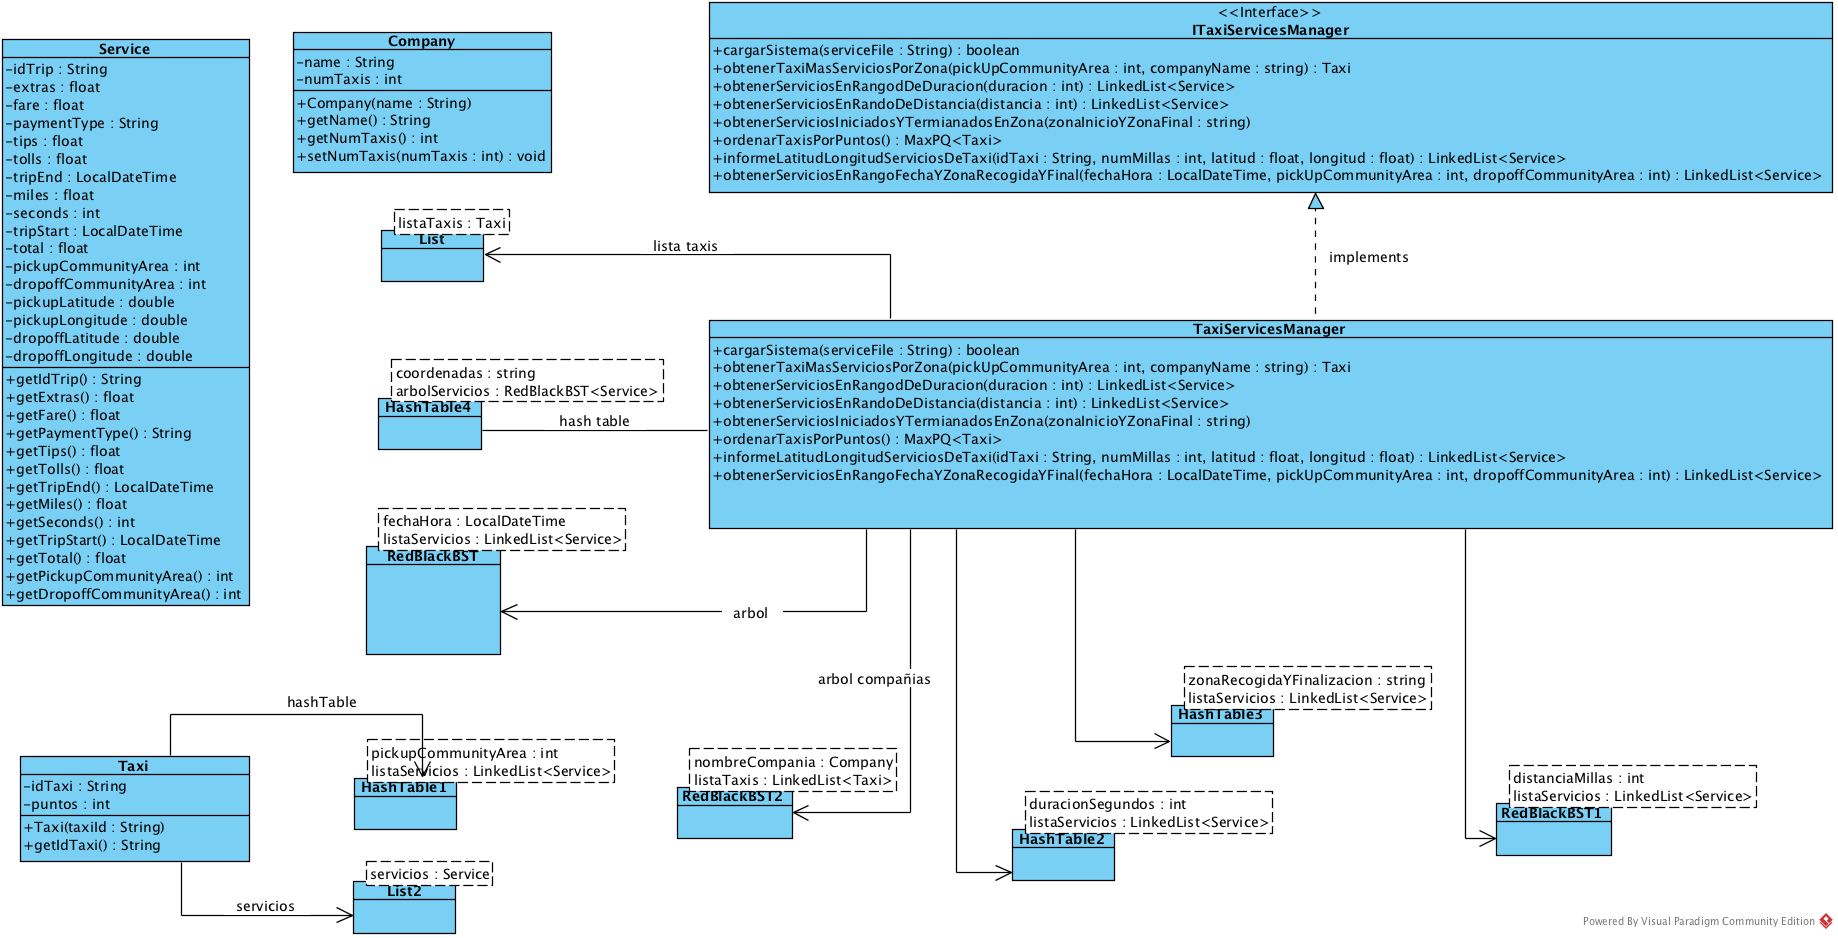 Service
-idTrip : String
-extras : float
-fare : float
-paymentType : String
-tips : float
-tolls : float
-tripEnd : LocalDateTime
-miles : float
-seconds : int
-tripStart : LocalDateTime
-total : float
-pickupCommunityArea : int
-dropoffCommunityArea : int
-pickupLatitude : double
-pickupLongitude : double
-dropoffLatitude : double
-dropoffLongitude : double
+getIdTrip() : String
+getExtras() : float
+getFare() : float
+getPaymentType() : String
+getTips() : float
+getTolls() : float
+getTripEnd() : LocalDateTime
+getMiles() : float
+getSeconds() : int
+getTripStart() : LocalDateTime
+getTotal() : float
+getPickupCommunityArea() : int
+getDropoffCommunityArea() : int
Company
-name : String
-numTaxis : int
+Company(name : String)
+getName() : String
+getNumTaxis() : int
+setNumTaxis(numTaxis : int) : void
<<Interface>>
ITaxiServicesManager
+cargarSistema(serviceFile : String) : boolean
+obtenerTaxiMasServiciosPorZona(pickUpCommunityArea : int, companyName : string) : Taxi
+obtenerServiciosEnRangodDeDuracion(duracion : int) : LinkedList<Service>
+obtenerServiciosEnRandoDeDistancia(distancia : int) : LinkedList<Service>
+obtenerServiciosIniciadosYTermianadosEnZona(zonaInicioYZonaFinal : string)
+ordenarTaxisPorPuntos() : MaxPQ<Taxi>
+informeLatitudLongitudServiciosDeTaxi(idTaxi : String, numMillas : int, latitud : float, longitud : float) : LinkedList<Service>
+obtenerServiciosEnRangoFechaYZonaRecogidaYFinal(fechaHora : LocalDateTime, pickUpCommunityArea : int, dropoffCommunityArea : int) : LinkedList<Service>
implements
listaTaxis : Taxi
List
lista taxis
TaxiServicesManager
+cargarSistema(serviceFile : String) : boolean
+obtenerTaxiMasServiciosPorZona(pickUpCommunityArea : int, companyName : string) : Taxi
+obtenerServiciosEnRangodDeDuracion(duracion : int) : LinkedList<Service>
+obtenerServiciosEnRandoDeDistancia(distancia : int) : LinkedList<Service>
+obtenerServiciosIniciadosYTermianadosEnZona(zonaInicioYZonaFinal : string)
+ordenarTaxisPorPuntos() : MaxPQ<Taxi>
+informeLatitudLongitudServiciosDeTaxi(idTaxi : String, numMillas : int, latitud : float, longitud : float) : LinkedList<Service>
+obtenerServiciosEnRangoFechaYZonaRecogidaYFinal(fechaHora : LocalDateTime, pickUpCommunityArea : int, dropoffCommunityArea : int) : LinkedList<Service>
coordenadas : string
arbolServicios : RedBlackBST<Service>
HashTable4
hash table
fechaHora : LocalDateTime
listaServicios : LinkedList<Service>
RedBlackBST
arbol
arbol compañias
hashTable
Taxi
-idTaxi : String
-puntos : int
+Taxi(taxiId : String)
+getIdTaxi() : String
pickupCommunityArea : int
listaServicios : LinkedList<Service>
HashTable1
servicios : Service
List2
servicios
nombreCompania : Company
listaTaxis : LinkedList<Taxi>
RedBlackBST2
duracionSegundos : int
listaServicios : LinkedList<Service>
HashTable2
zonaRecogidaYFinalizacion : string
listaServicios : LinkedList<Service>
HashTable3
distanciaMillas : int
listaServicios : LinkedList<Service>
RedBlackBST1
Powered By Visual Paradigm Community Edition